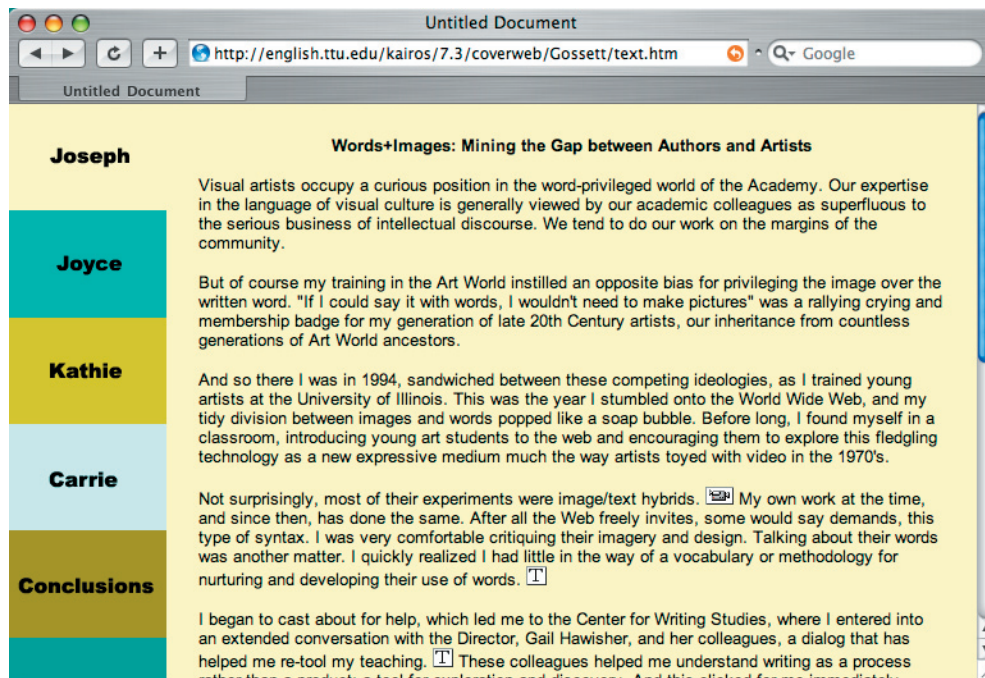 Untitled Document
http://english.ttu.edu/kairos/7.3/coverweb/Gossett/text.htm
Google
Untitled Document
Joseph
Joyce
Kathie
Carrie
Conclusions
Words+Images: Mining the Gap between Authors and Artists
Visual artists occupy a curious position in the word-privileged world of the Academy. Our expertise
in the language of visual culture is generally viewed by our academic colleagues as superfluous to
the serious business of intellectual discourse. We tend to do our work on the margins of the
community.
But of course my training in the Art World instilled an opposite bias for privileging the image over the
written word. "If I could say it with words, I wouldn't need to make pictures" was a rallying crying and
membership badge for my generation of late 20th Century artists, our inheritance from countless
generations of Art World ancestors.
And so there I was in 1994, sandwiched between these competing ideologies, as I trained young
artists at the University of Illinois. This was the year I stumbled onto the World Wide Web, and my
tidy division between images and words popped like a soap bubble. Before long, I found myself in a
classroom, introducing young art students to the web and encouraging them to explore this fledgling
technology as a new expressive medium much the way artists toyed with video in the 1970's.
Not surprisingly, most of their experiments were image/text hybrids. My own work at the time,
and since then, has done the same. After all the Web freely invites, some would say demands, this
type of syntax. I was very comfortable critiquing their imagery and design. Talking about their words
was another matter. I quickly realized I had little in the way of a vocabulary or methodology for
nurturing and developing their use of words. T
I began to cast about for help, which led me to the Center for Writing Studies, where I entered into
an extended conversation with the Director, Gail Hawisher, and her colleagues, a dialog that has
helped me re-tool my teaching. T These colleagues helped me understand writing as a process
rather than a product; a tool for exploration and discovery. And this clicked for me immediately